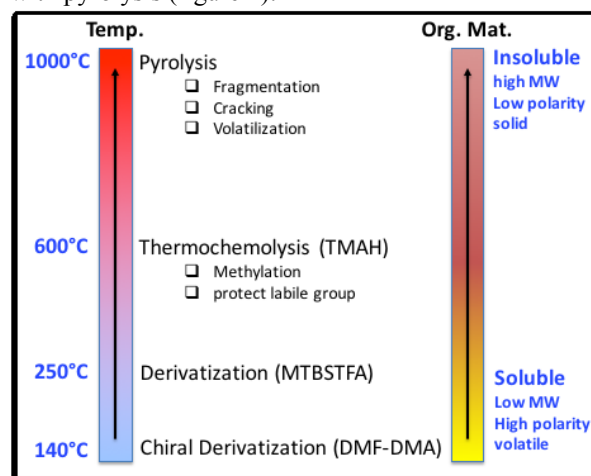 Temp.
Org. Mat.
1000°C
Pyrolysis
❑ Fragmentation
❑ Cracking
❑ Volatilization
600°C
Thermochemolysis (TMAH)
❑ Methylation
❑ protect labile group
250°C
Derivatization (MTBSTFA)
140°C
Chiral Derivatization (DMF-DMA)
Insoluble
high MW
Low polarity
solid
Soluble
Low MW
High polarity
volatile